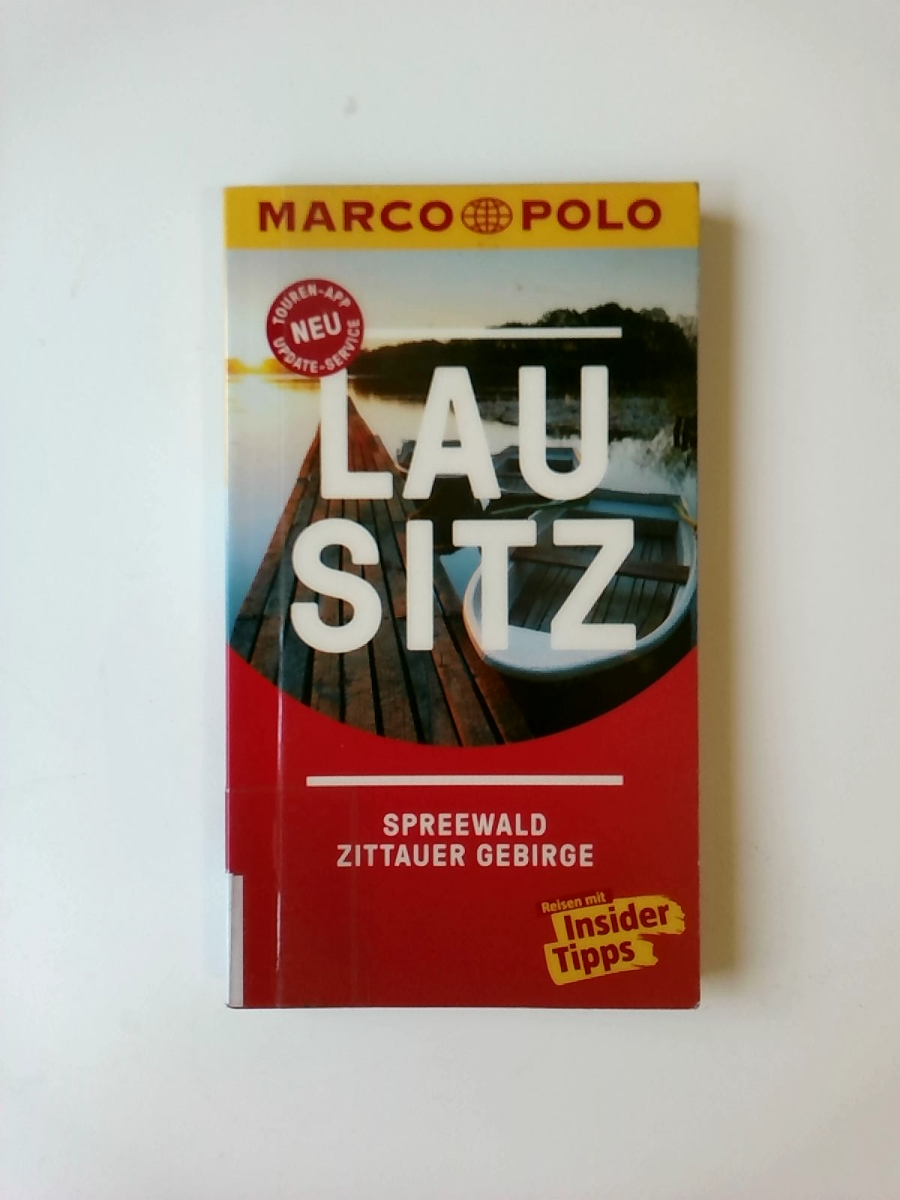 MARCO POLO
TOUREN-APP
NEU
UPDATE-SERVICE
LAU
SITZ
SPREEWALD
ZITTAUER GEBIRGE
Reisen mit
Insider
Tipps